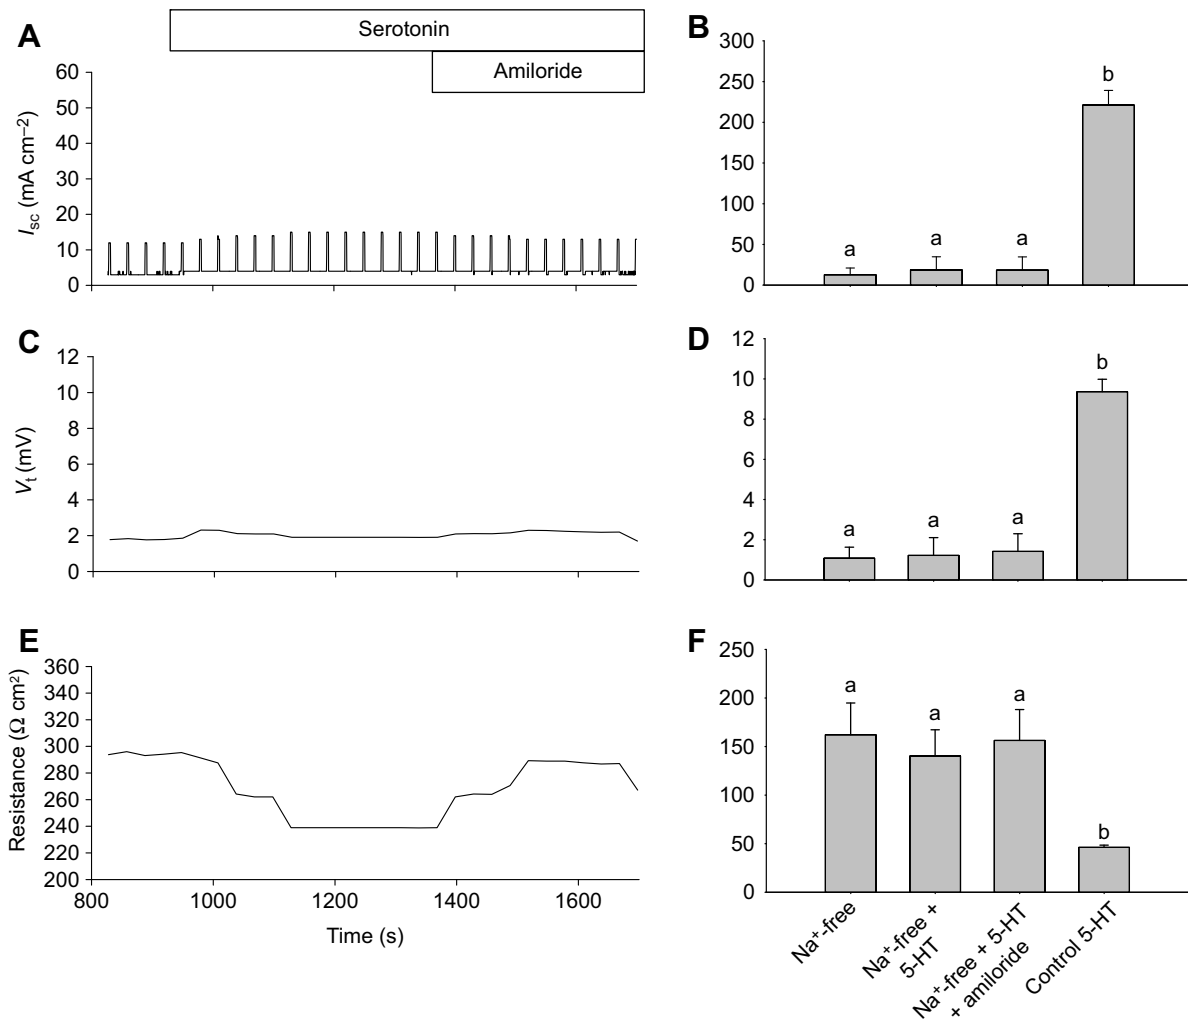 A
Serotonin
Amiloride
60
50
40
30
20
10
0
I_sc (mA cm–2)
B
300
250
200
150
100
50
0
a
a
a
b
C
12
10
8
6
4
2
0
V_t (mV)
D
12
10
8
6
4
2
0
a
a
a
b
E
360
340
320
300
280
260
240
220
200
Resistance (Ω cm²)
800
1000
1200
1400
1600
Time (s)
F
250
200
150
100
50
0
a
a
a
b
Na⁺-free
Na⁺-free +
5-HT
Na⁺-free + 5-HT
+ amiloride
Control 5-HT